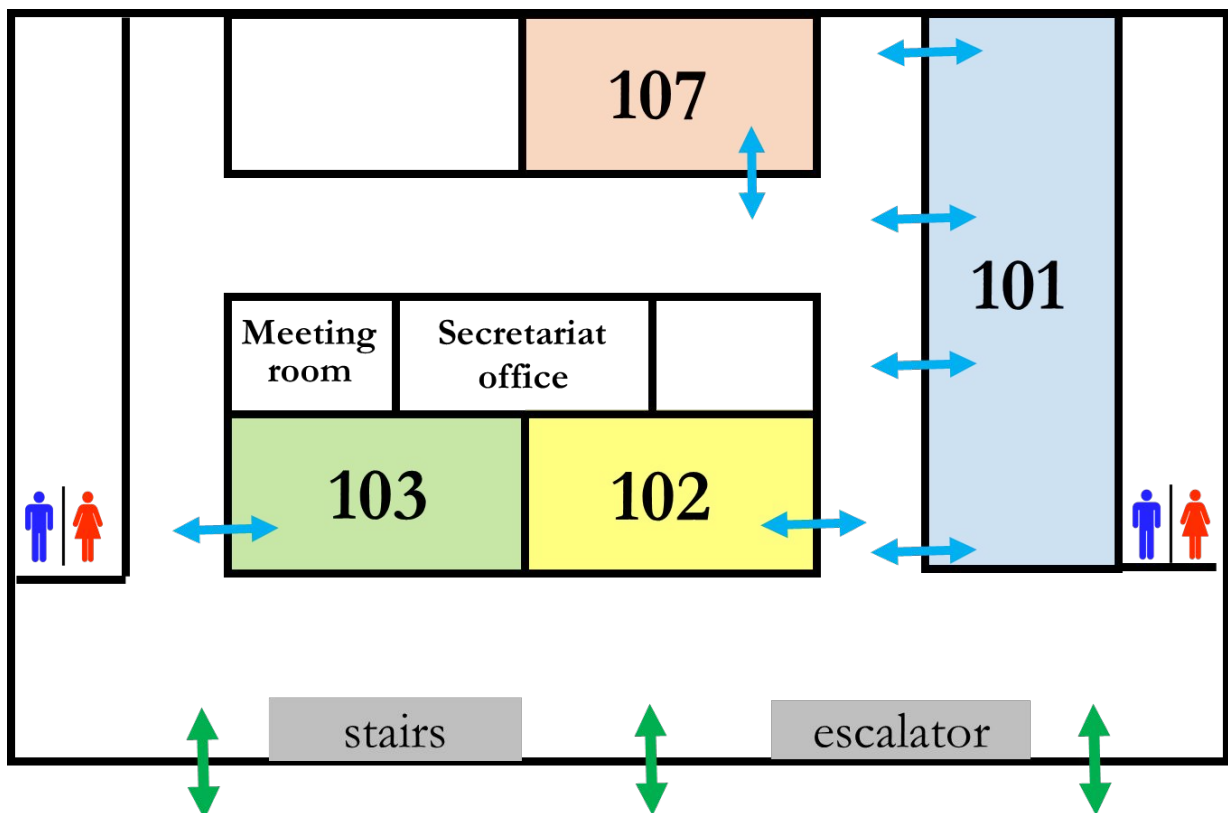 107
101
Meeting
room
Secretariat
office
103
102
stairs
escalator